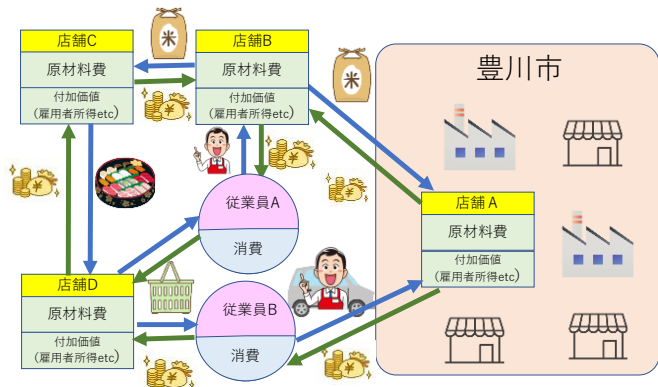 店舗C
原材料費
付加価値
(雇用者所得etc)
米
店舗B
原材料費
付加価値
(雇用者所得etc)
米
豊川市
従業員A
消費
店舗A
原材料費
付加価値
(雇用者所得etc)
店舗D
原材料費
付加価値
(雇用者所得etc)
従業員B
消費
¥
¥
¥
¥
¥
¥
¥